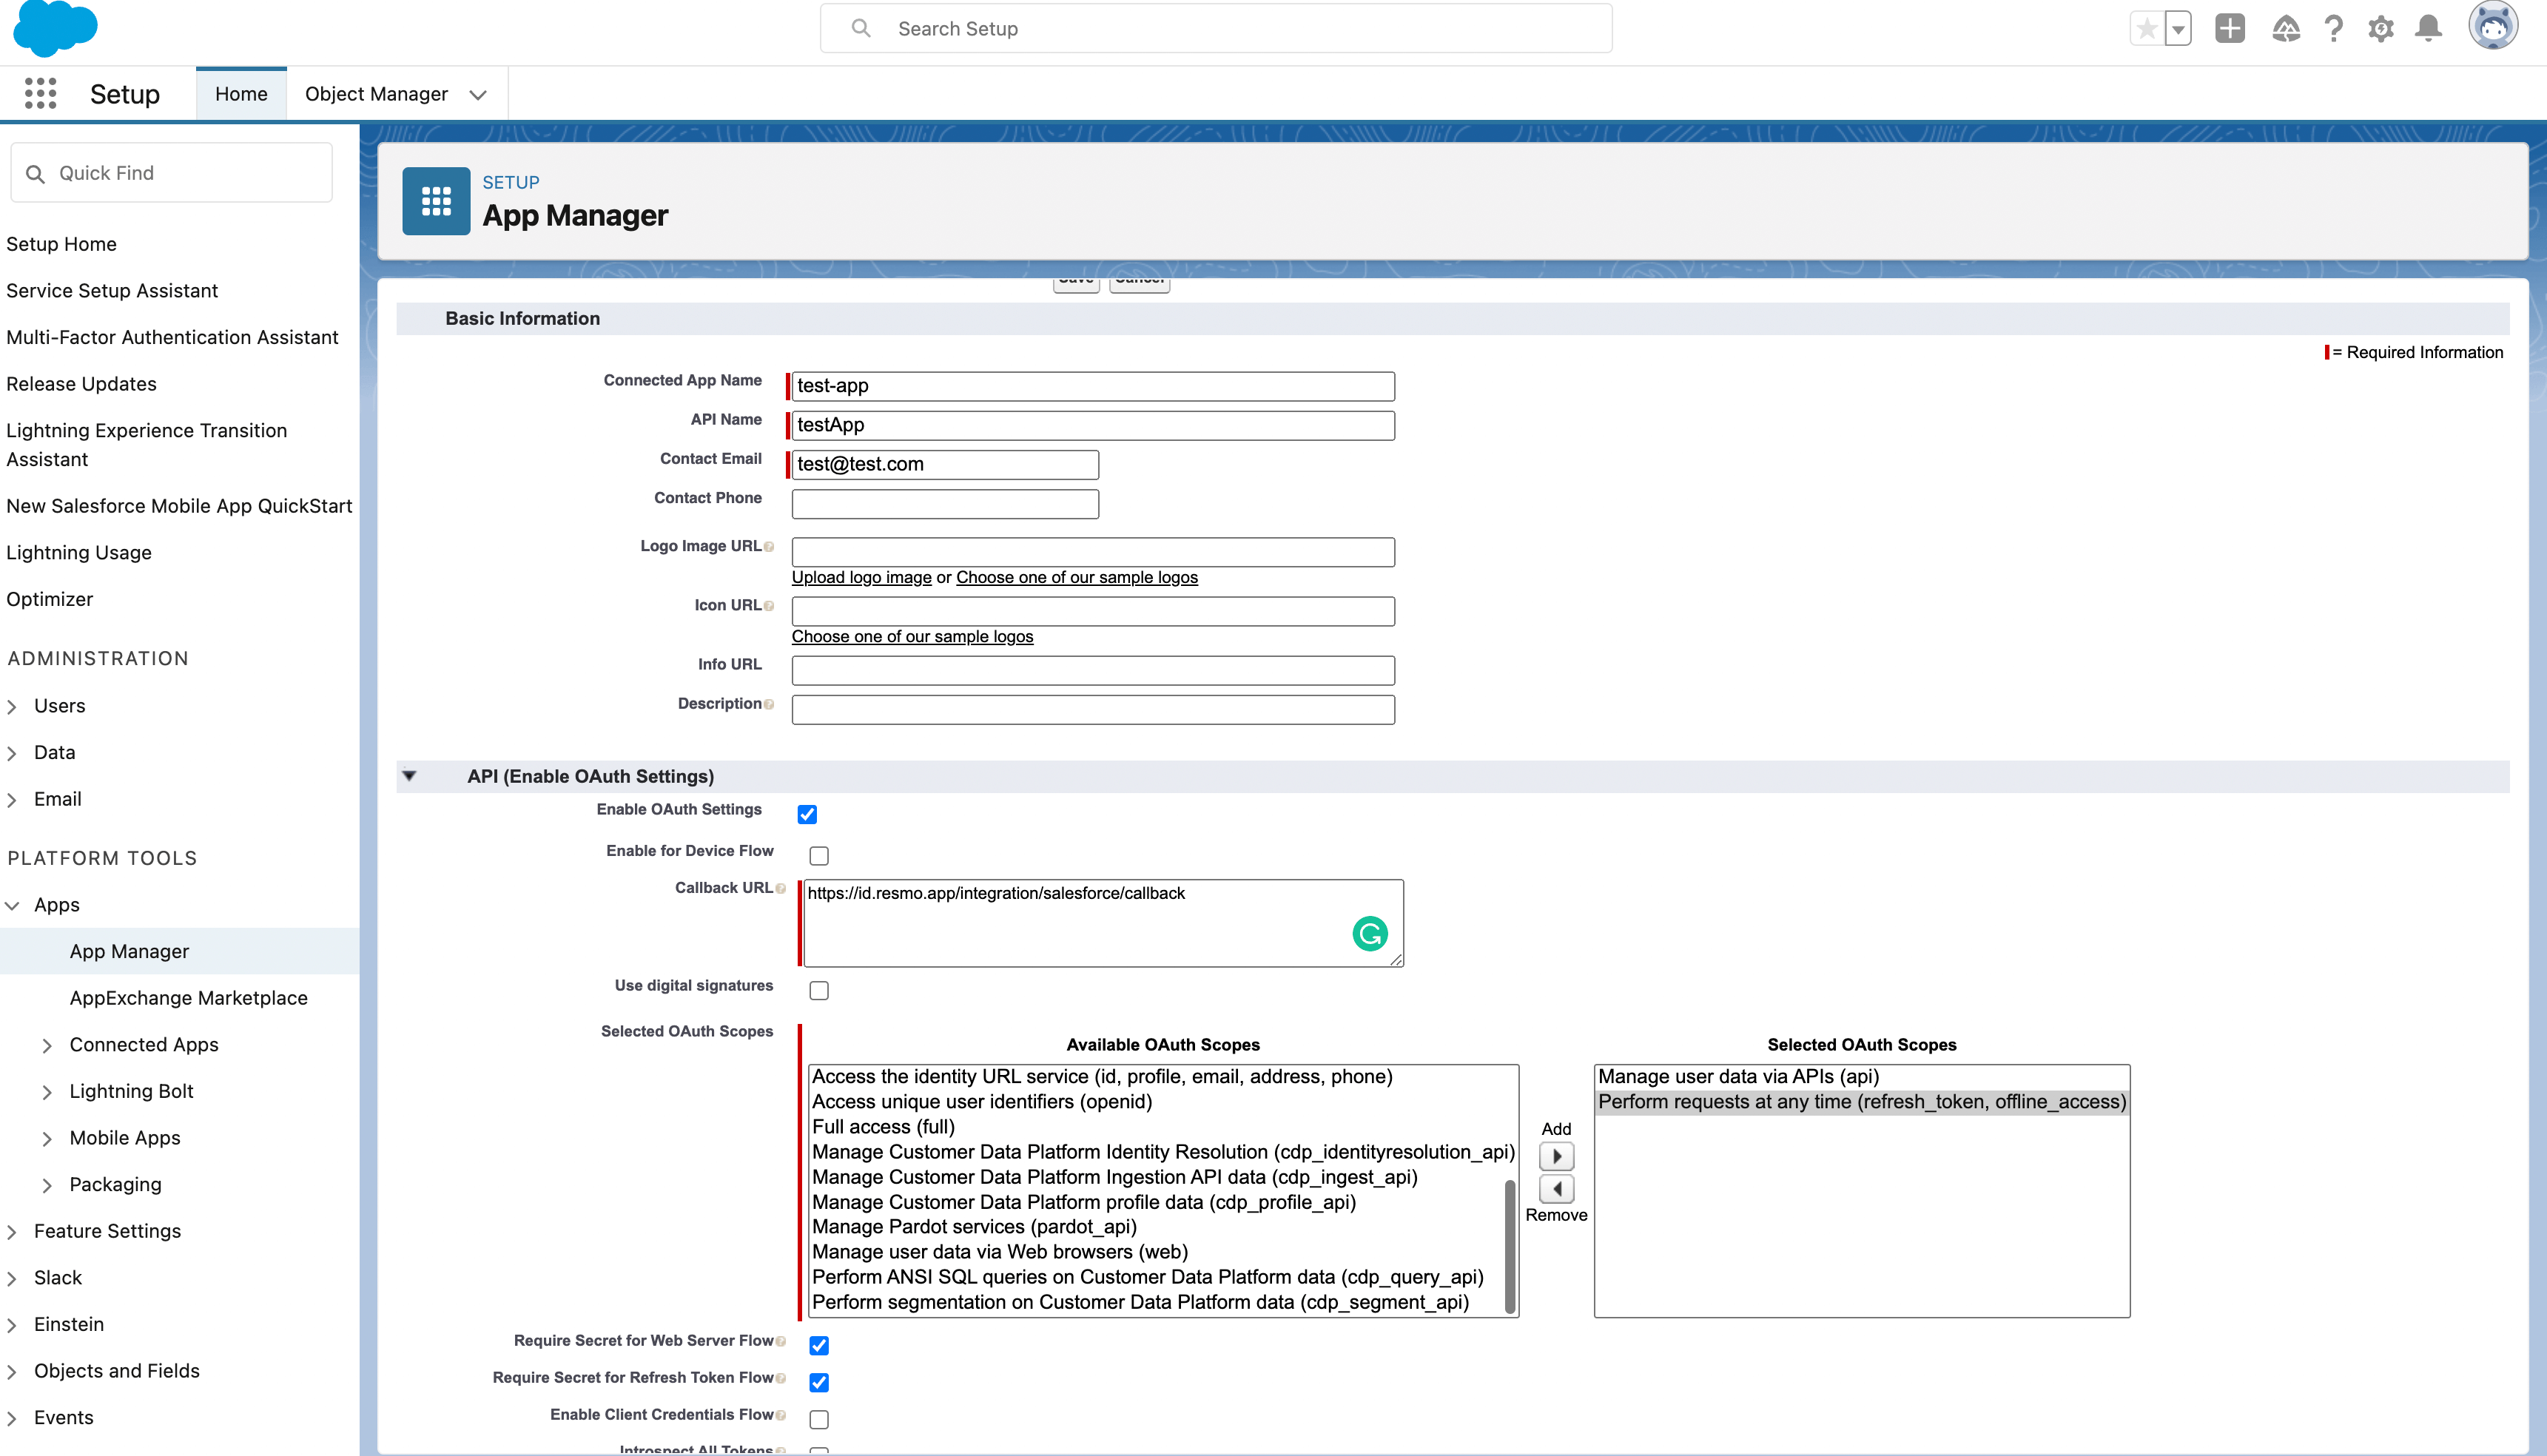 Search Setup
Setup
Home
Object Manager
Quick Find
Setup Home
Service Setup Assistant
Multi-Factor Authentication Assistant
Release Updates
Lightning Experience Transition
Assistant
New Salesforce Mobile App QuickStart
Lightning Usage
Optimizer
ADMINISTRATION
Users
Data
Email
PLATFORM TOOLS
Apps
App Manager
AppExchange Marketplace
Connected Apps
Lightning Bolt
Mobile Apps
Packaging
Feature Settings
Slack
Einstein
Objects and Fields
Events
SETUP
App Manager
Save Cancel
Basic Information
= Required Information
Connected App Name test-app
API Name testApp
Contact Email test@test.com
Contact Phone
Logo Image URL
Upload logo image or Choose one of our sample logos
Icon URL
Choose one of our sample logos
Info URL
Description
API (Enable OAuth Settings)
Enable OAuth Settings
Enable for Device Flow
Callback URL https://id.resmo.app/integration/salesforce/callback
Use digital signatures
Selected OAuth Scopes
Available OAuth Scopes
Access the identity URL service (id, profile, email, address, phone)
Access unique user identifiers (openid)
Full access (full)
Manage Customer Data Platform Identity Resolution (cdp_identityresolution_api)
Manage Customer Data Platform Ingestion API data (cdp_ingest_api)
Manage Customer Data Platform profile data (cdp_profile_api)
Manage Pardot services (pardot_api)
Manage user data via Web browsers (web)
Perform ANSI SQL queries on Customer Data Platform data (cdp_query_api)
Perform segmentation on Customer Data Platform data (cdp_segment_api)
Add
Remove
Selected OAuth Scopes
Manage user data via APIs (api)
Perform requests at any time (refresh_token, offline_access)
Require Secret for Web Server Flow
Require Secret for Refresh Token Flow
Enable Client Credentials Flow
Introspect All Tokens